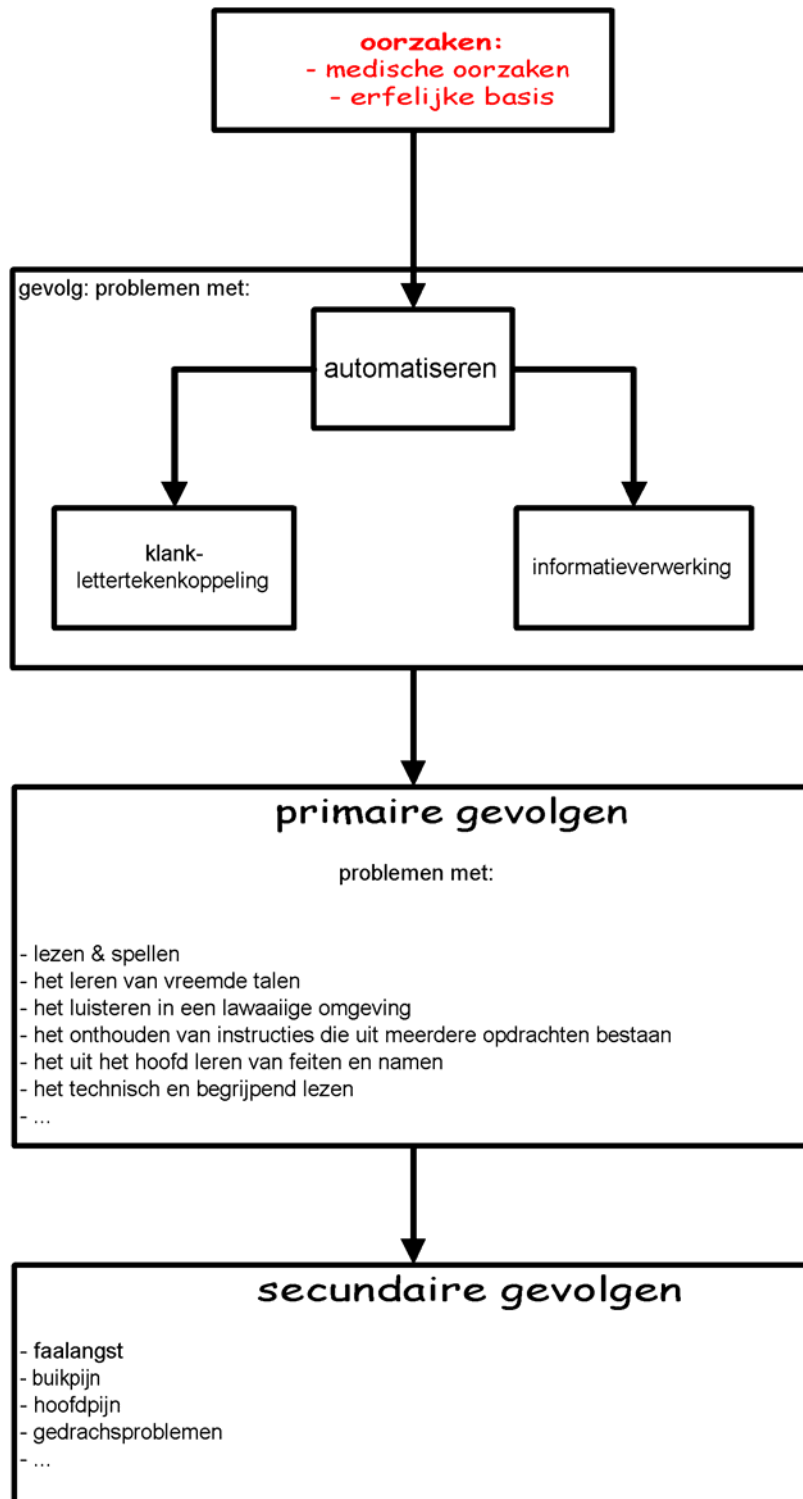 oorzaken:
- medische oorzaken
- erfelijke basis
gevolg: problemen met:
automatiseren
klank-
lettertekenkoppeling
informatieverwerking
primaire gevolgen
problemen met:
- lezen & spellen
- het leren van vreemde talen
- het luisteren in een lawaaiige omgeving
- het onthouden van instructies die uit meerdere opdrachten bestaan
- het uit het hoofd leren van feiten en namen
- het technisch en begrijpend lezen
- ...
secundaire gevolgen
- faalangst
- buikpijn
- hoofdpijn
- gedrachsproblemen
- ...